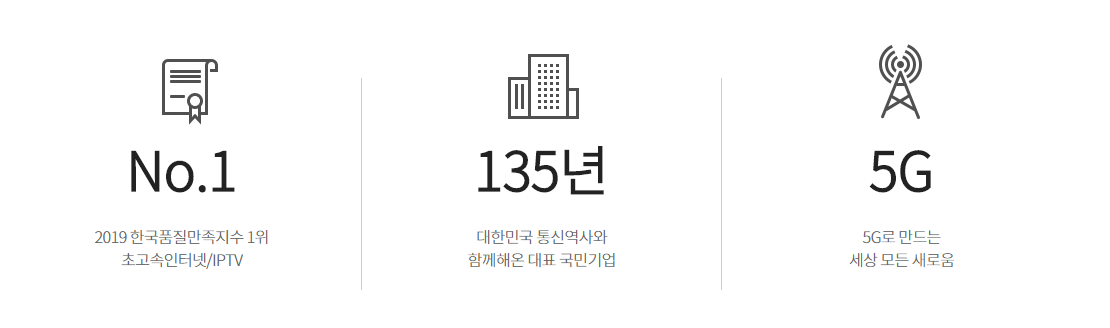 No.1
2019 한국품질만족지수 1위
초고속인터넷/IPTV
135년
대한민국 통신역사와
함께해온 대표 국민기업
5G
5G로 만드는
세상 모든 새로움